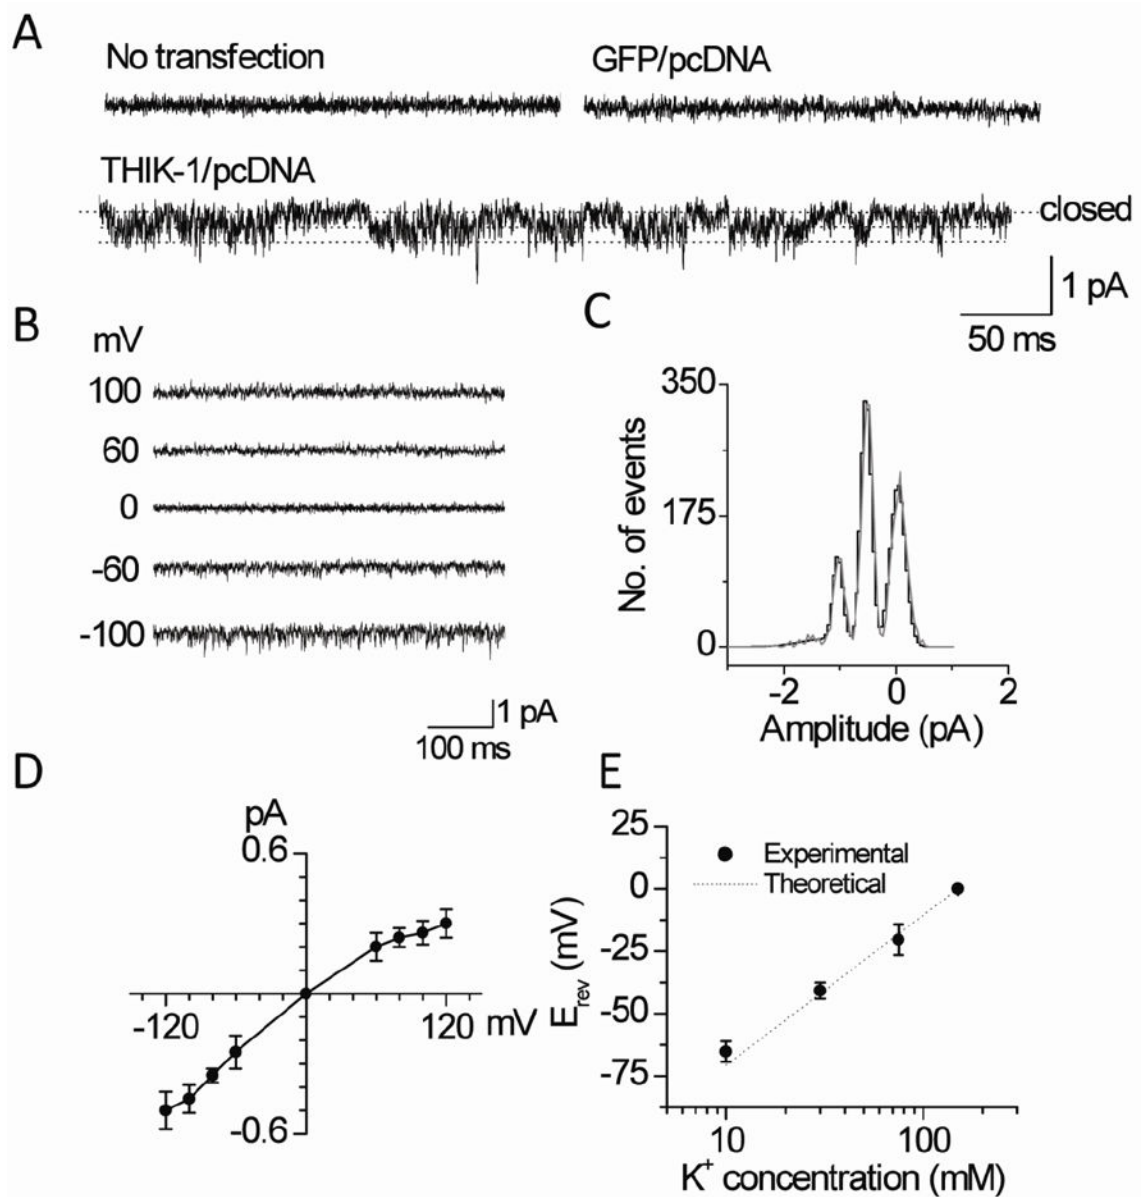 A
No transfection
GFP/pcDNA
THIK-1/pcDNA
closed
1 pA
50 ms
B
mV
100
60
0
-60
-100
1 pA
100 ms
C
350
175
0
No. of events
-2 0 2
Amplitude (pA)
D
pA
0.6
-120
120 mV
-0.6
E
25
0
-25
-50
-75
Erev (mV)
Experimental
Theoretical
10 100
K+ concentration (mM)